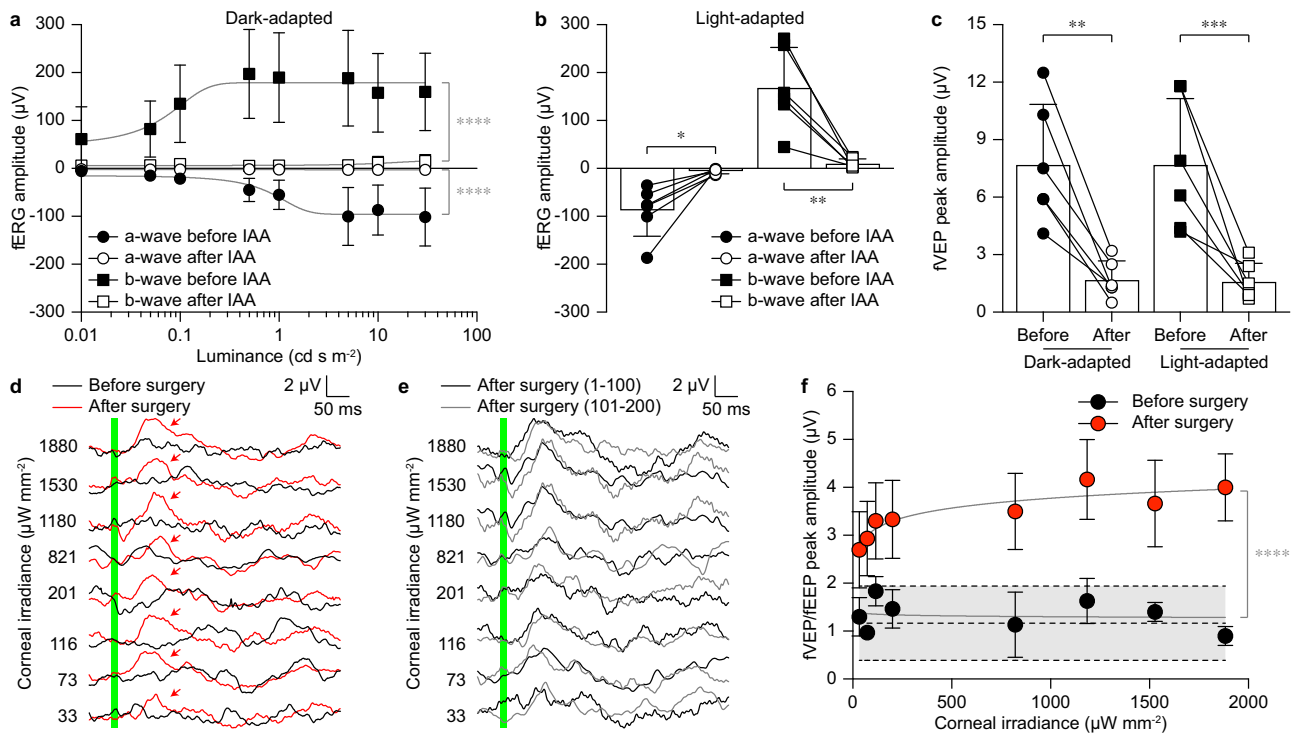 a
Dark-adapted
300
200
100
0
-100
-200
-300
fERG amplitude (µV)
****
****
a-wave before IAA
a-wave after IAA
b-wave before IAA
b-wave after IAA
0.01
0.1
1
10
100
Luminance (cd s m-2)
b
Light-adapted
300
200
100
0
-100
-200
-300
fERG amplitude (µV)
*
**
a-wave before IAA
a-wave after IAA
b-wave before IAA
b-wave after IAA
c
15
12
9
6
3
0
fVEP peak amplitude (µV)
**
***
Before After Before After
Dark-adapted Light-adapted
d
Before surgery
After surgery
2 µV
50 ms
Corneal irradiance (µW mm-2)
1880
1530
1180
821
201
116
73
33
e
After surgery (1-100)
After surgery (101-200)
2 µV
50 ms
Corneal irradiance (µW mm-2)
1880
1530
1180
821
201
116
73
33
f
6
5
4
3
2
1
0
fVEP/fEEP peak amplitude (µV)
Before surgery
After surgery
****
0
500
1000
1500
2000
Corneal irradiance (µW mm-2)